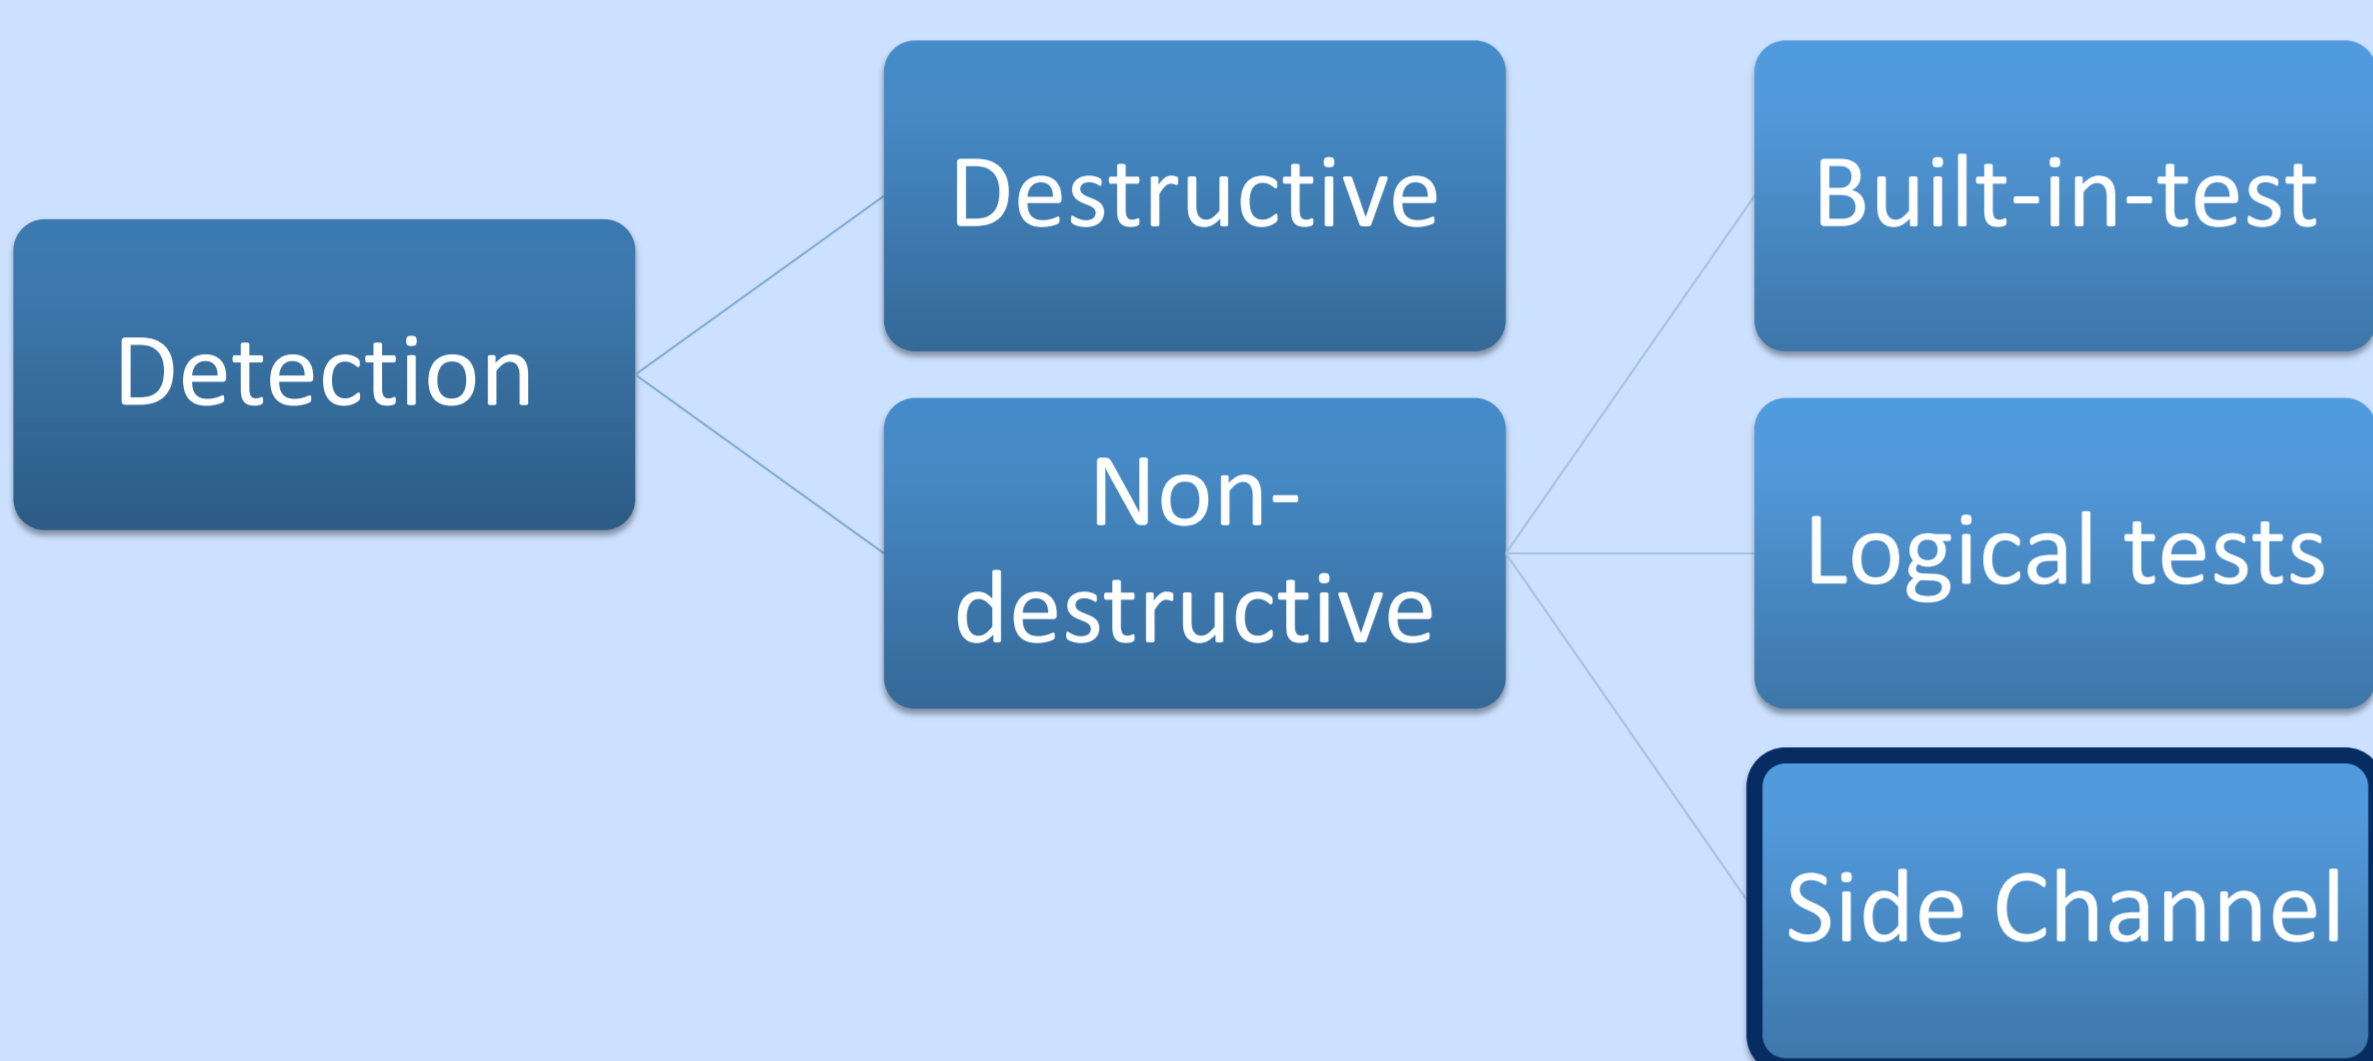 Detection
Destructive
Non-
destructive
Built-in-test
Logical tests
Side Channel